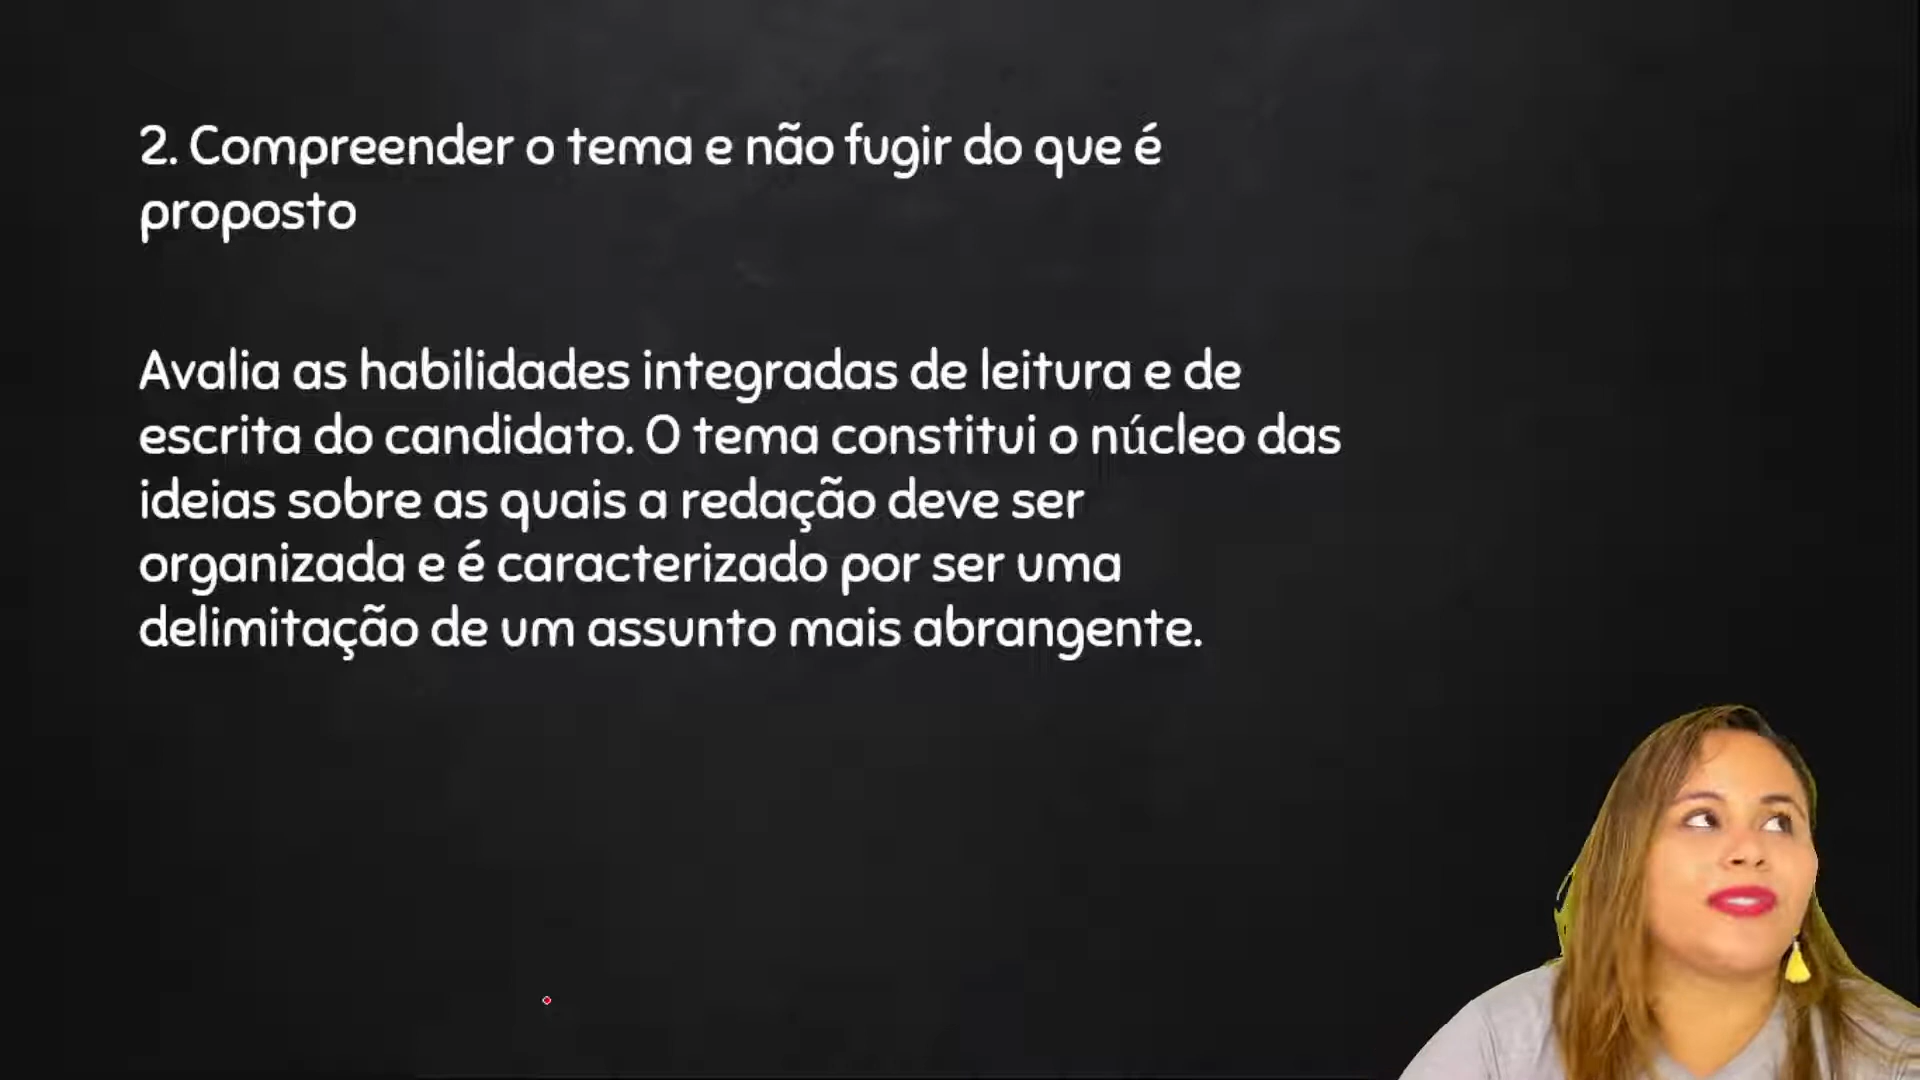 2. Compreender o tema e não fugir do que é
proposto
Avalia as habilidades integradas de leitura e de
escrita do candidato. O tema constitui o núcleo das
ideias sobre as quais a redação deve ser
organizada e é caracterizado por ser uma
delimitação de um assunto mais abrangente.